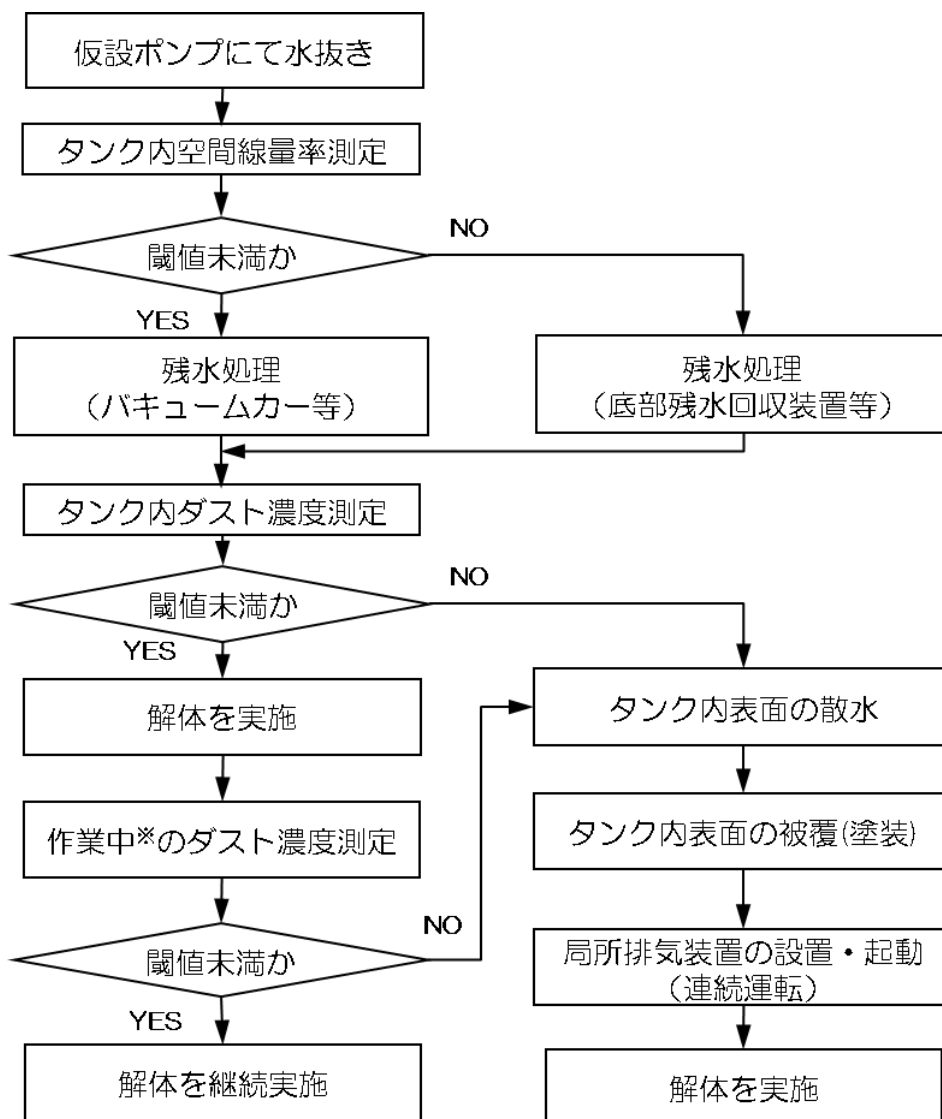 仮設ポンプにて水抜き
タンク内空間線量率測定
閾値未満か
NO
YES
残水処理
（バキュームカー等）
残水処理
（底部残水回収装置等）
タンク内ダスト濃度測定
閾値未満か
NO
YES
解体を実施
タンク内表面の散水
作業中※のダスト濃度測定
タンク内表面の被覆(塗装)
閾値未満か
NO
YES
局所排気装置の設置・起動
（連続運転）
解体を継続実施
解体を実施